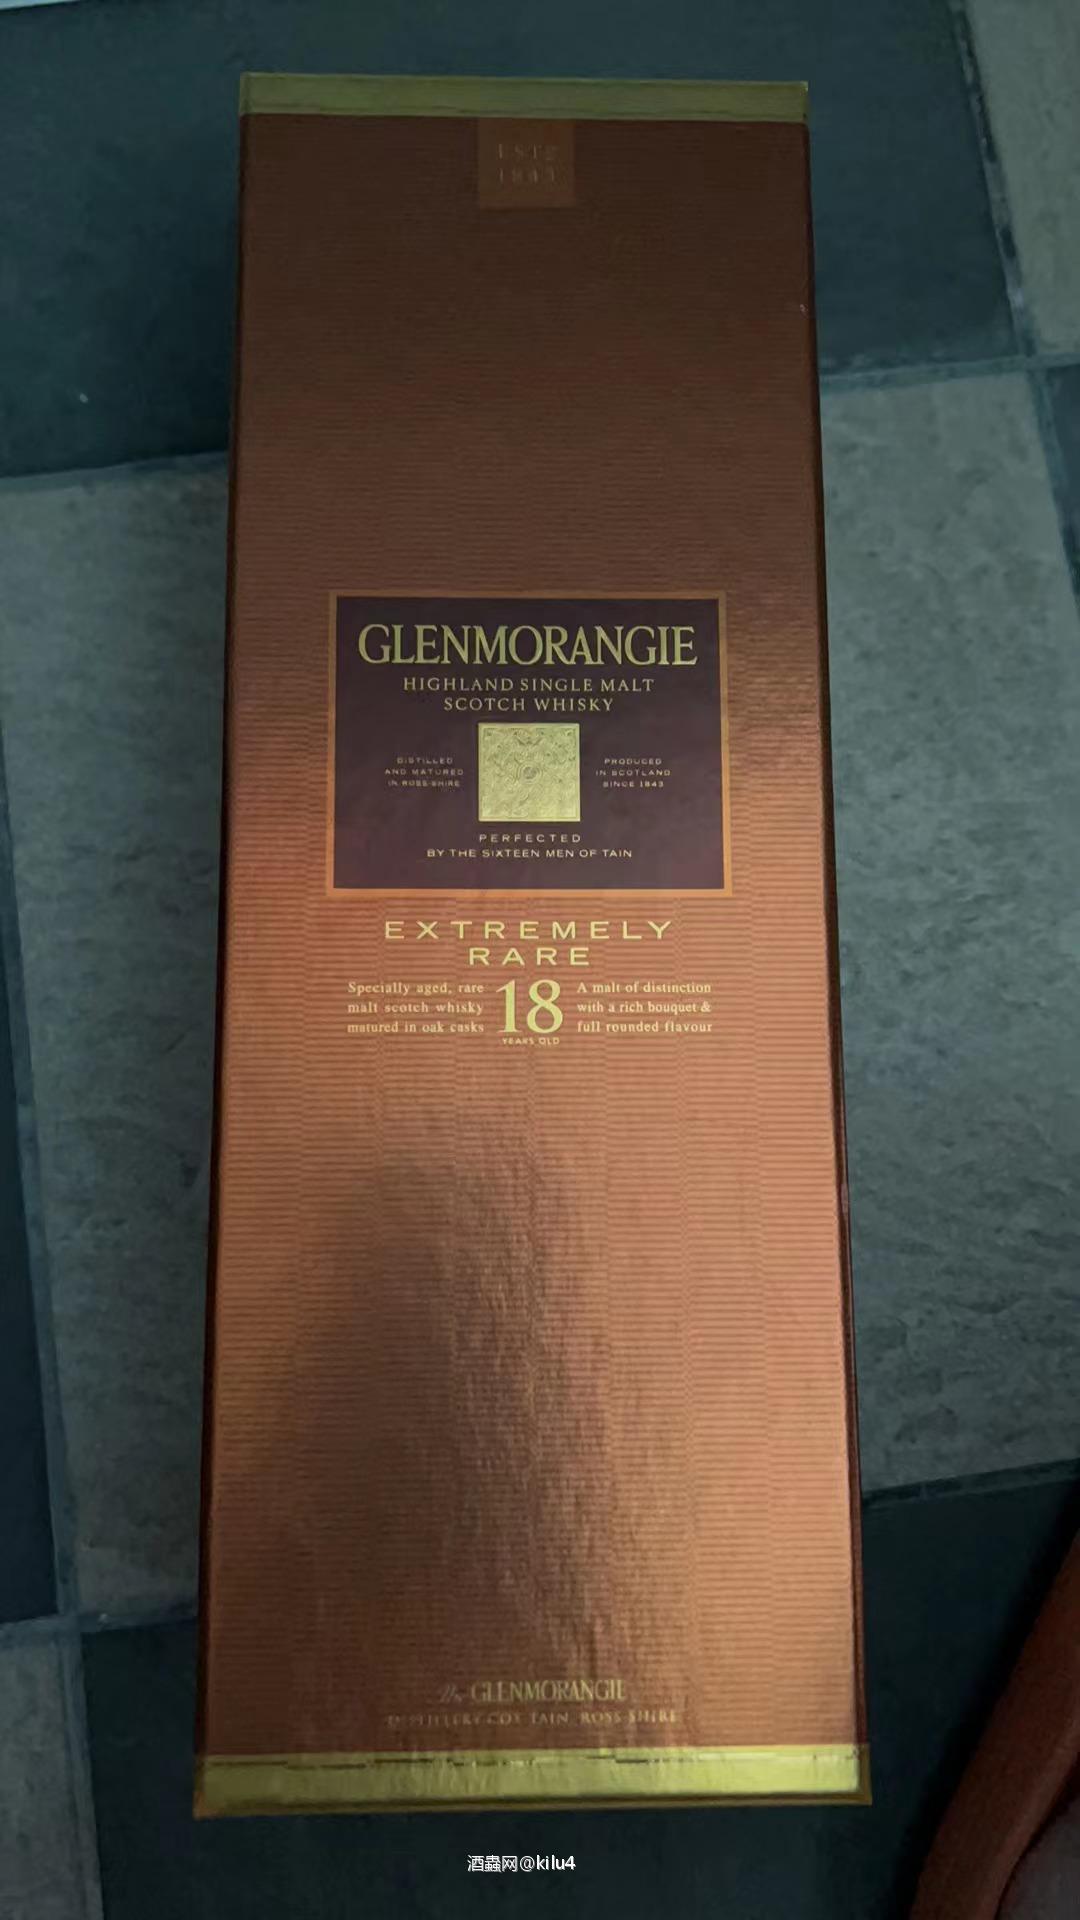 ESTD
1843
GLENMORANGIE
HIGHLAND SINGLE MALT
SCOTCH WHISKY
DISTILLED
AND MATURED
IN ROSS-SHIRE
PRODUCED
IN SCOTLAND
SINCE 1843
PERFECTED
BY THE SIXTEEN MEN OF TAIN
EXTREMELY
RARE
Specially aged, rare
malt scotch whisky
matured in oak casks
18
YEARS OLD
A malt of distinction
with a rich bouquet &
full rounded flavour
The GLENMORANGIE
DISTILLERY COY TAIN, ROSS-SHIRE
酒蟲网@kilu4